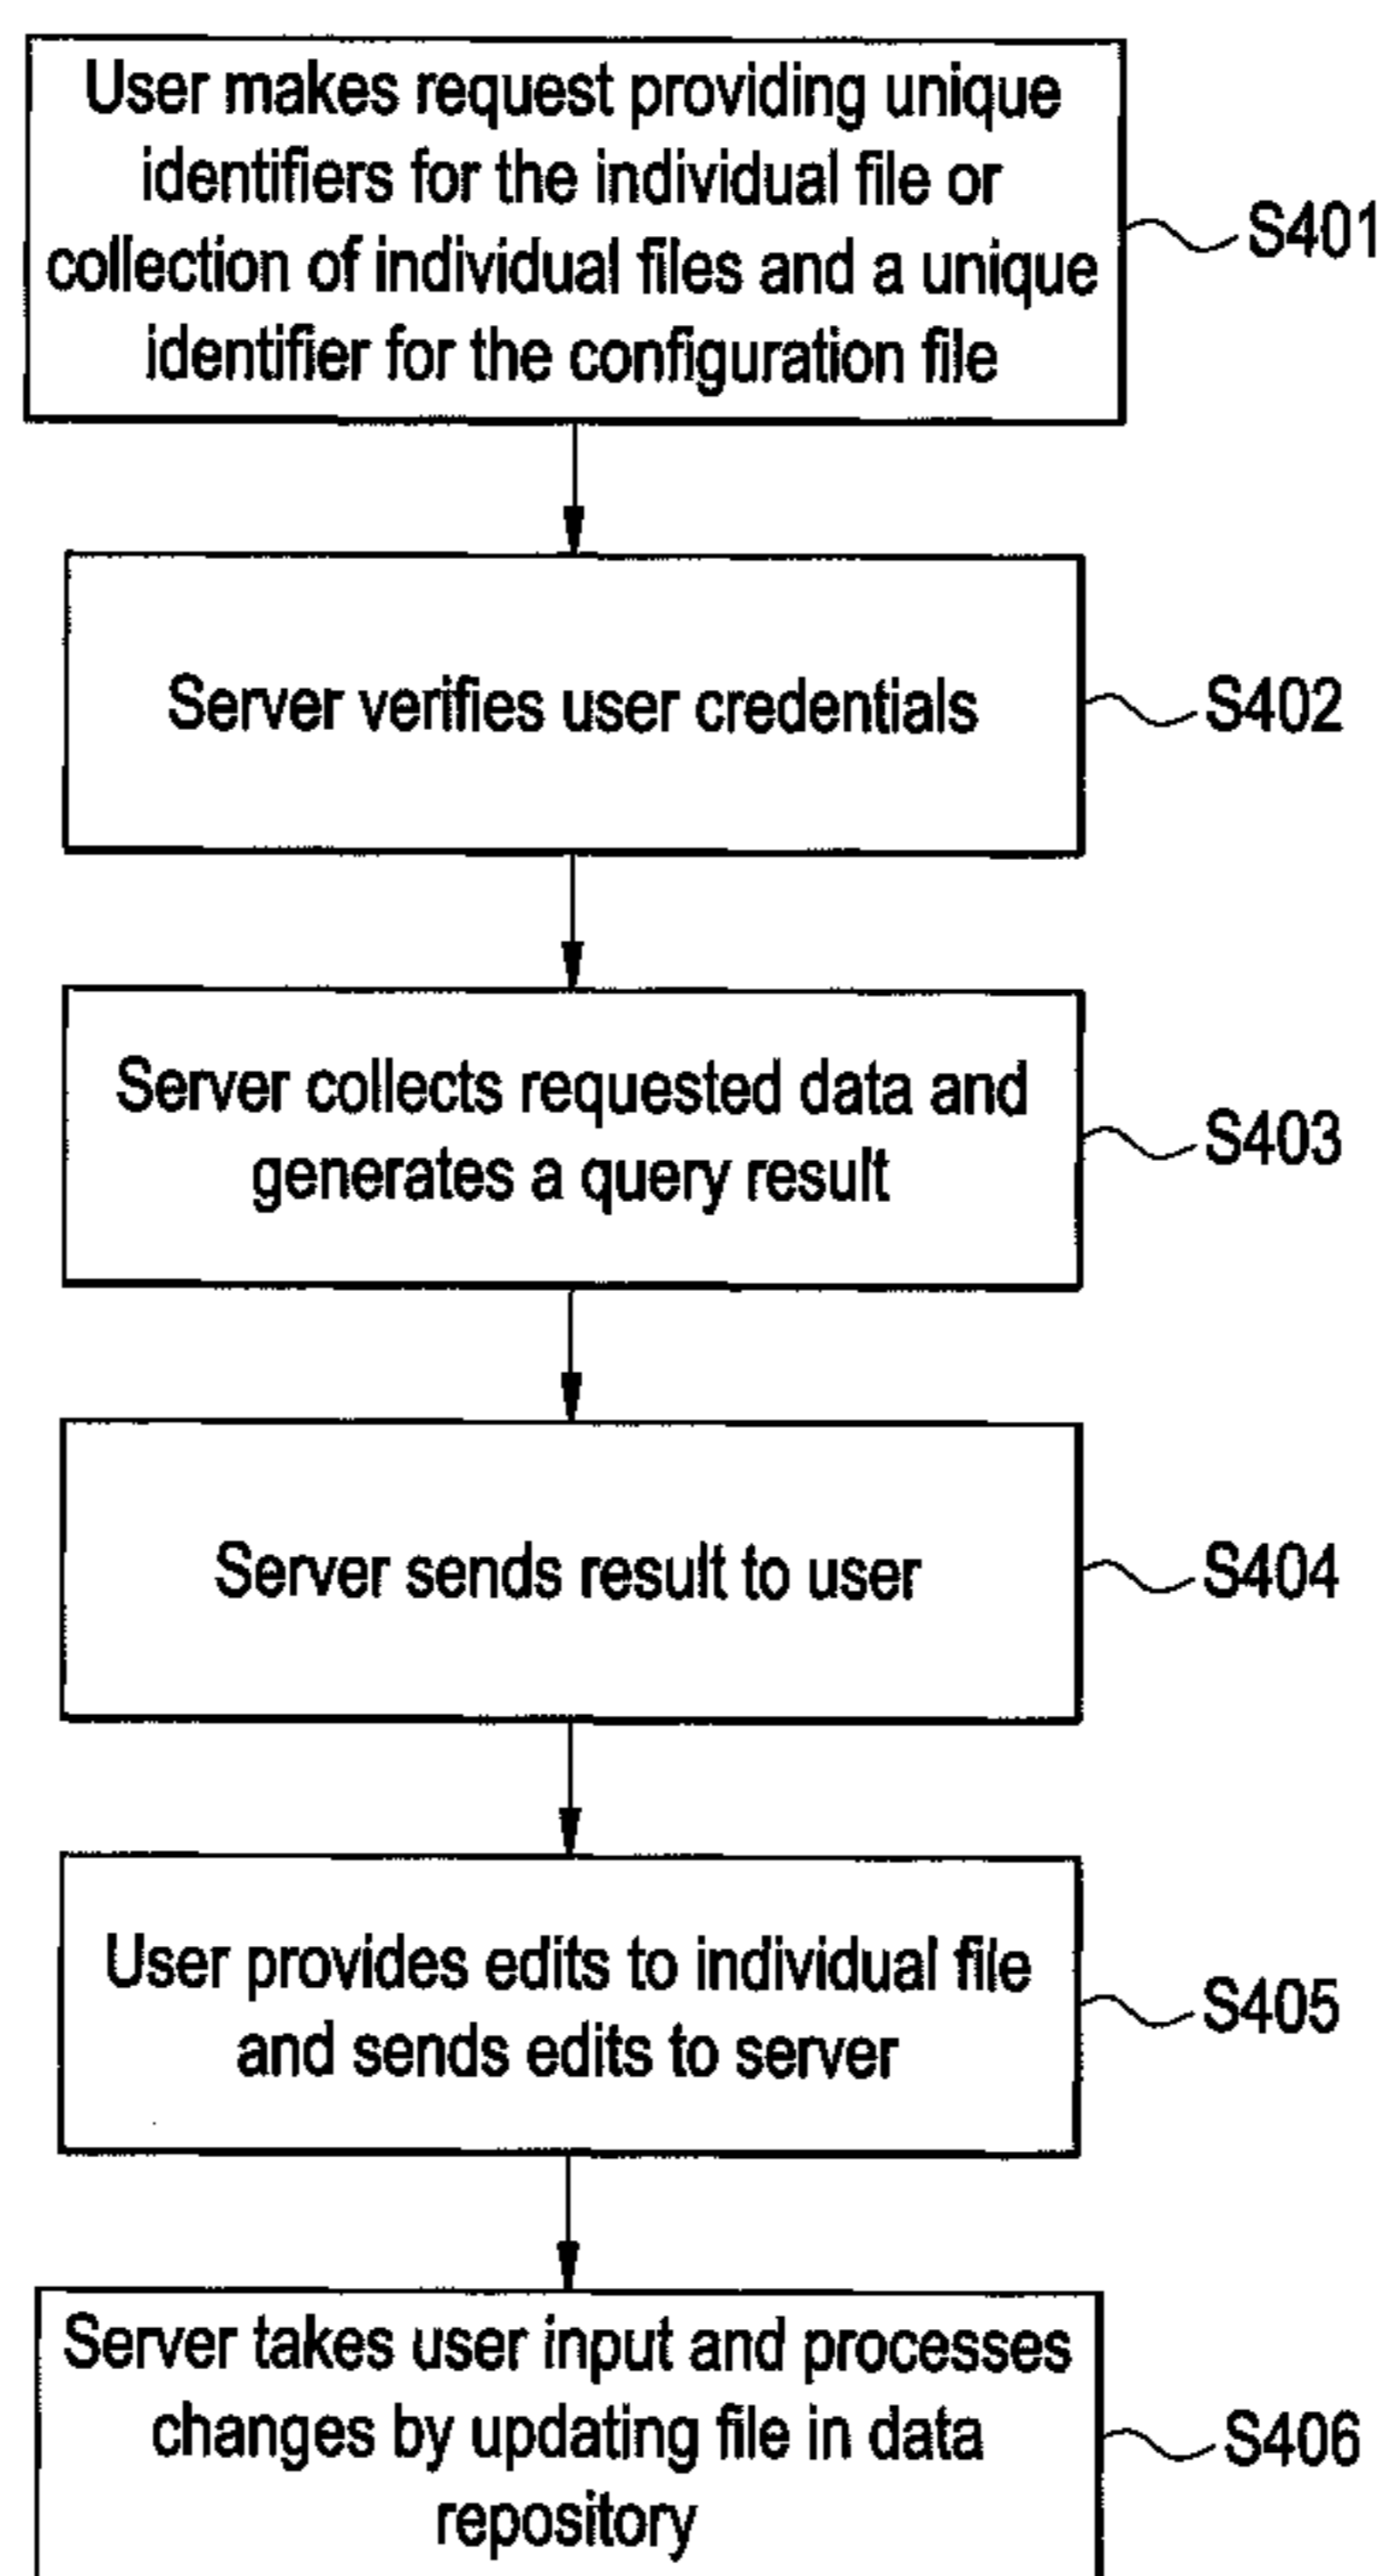 User makes request providing unique
identifiers for the individual file or
collection of individual files and a unique
identifier for the configuration file
S401
Server verifies user credentials
S402
Server collects requested data and
generates a query result
S403
Server sends result to user
S404
User provides edits to individual file
and sends edits to server
S405
Server takes user input and processes
changes by updating file in data
repository
S406